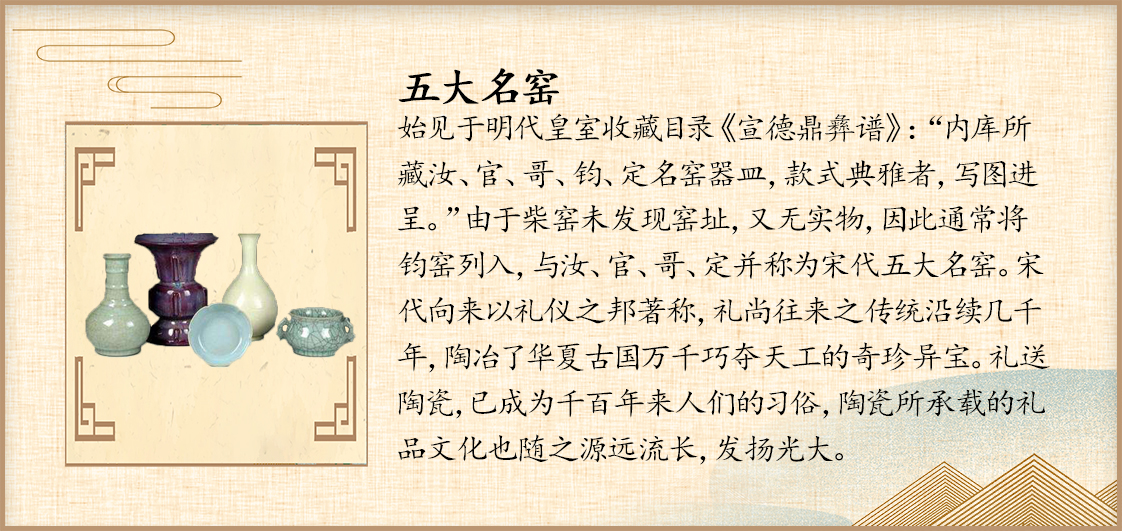 五大名窑
始见于明代皇室收藏目录《宣德鼎彝谱》：“内库所
藏汝、官、哥、钧、定名窑器皿，款式典雅者，写图进
呈。”由于柴窑未发现窑址，又无实物，因此通常将
钧窑列入，与汝、官、哥、定并称为宋代五大名窑。宋
代向来以礼仪之邦著称，礼尚往来之传统沿续几千
年，陶冶了华夏古国万千巧夺天工的奇珍异宝。礼送
陶瓷，已成为千百年来人们的习俗，陶瓷所承载的礼
品文化也随之源远流长，发扬光大。